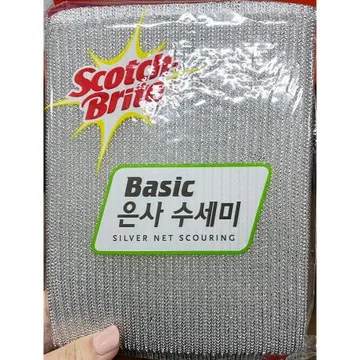 Scotch-
Brite
Basic
은사 수세미
SILVER NET SCOURING